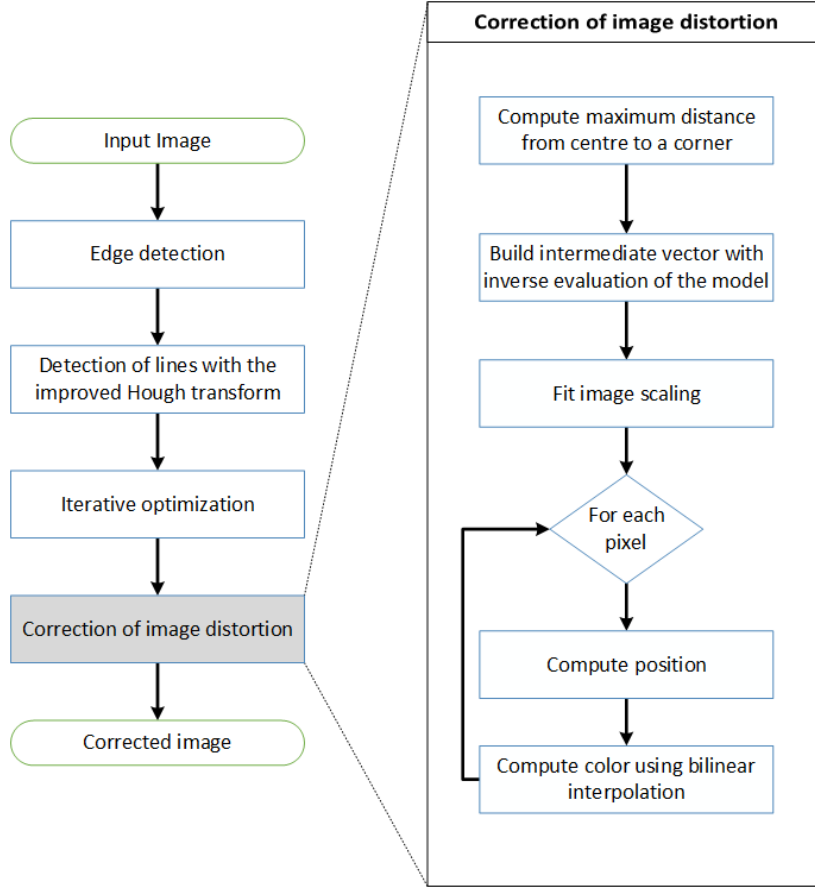 Input Image
Edge detection
Detection of lines with the
improved Hough transform
Iterative optimization
Correction of image distortion
Corrected image
Correction of image distortion
Compute maximum distance
from centre to a corner
Build intermediate vector with
inverse evaluation of the model
Fit image scaling
For each
pixel
Compute position
Compute color using bilinear
interpolation